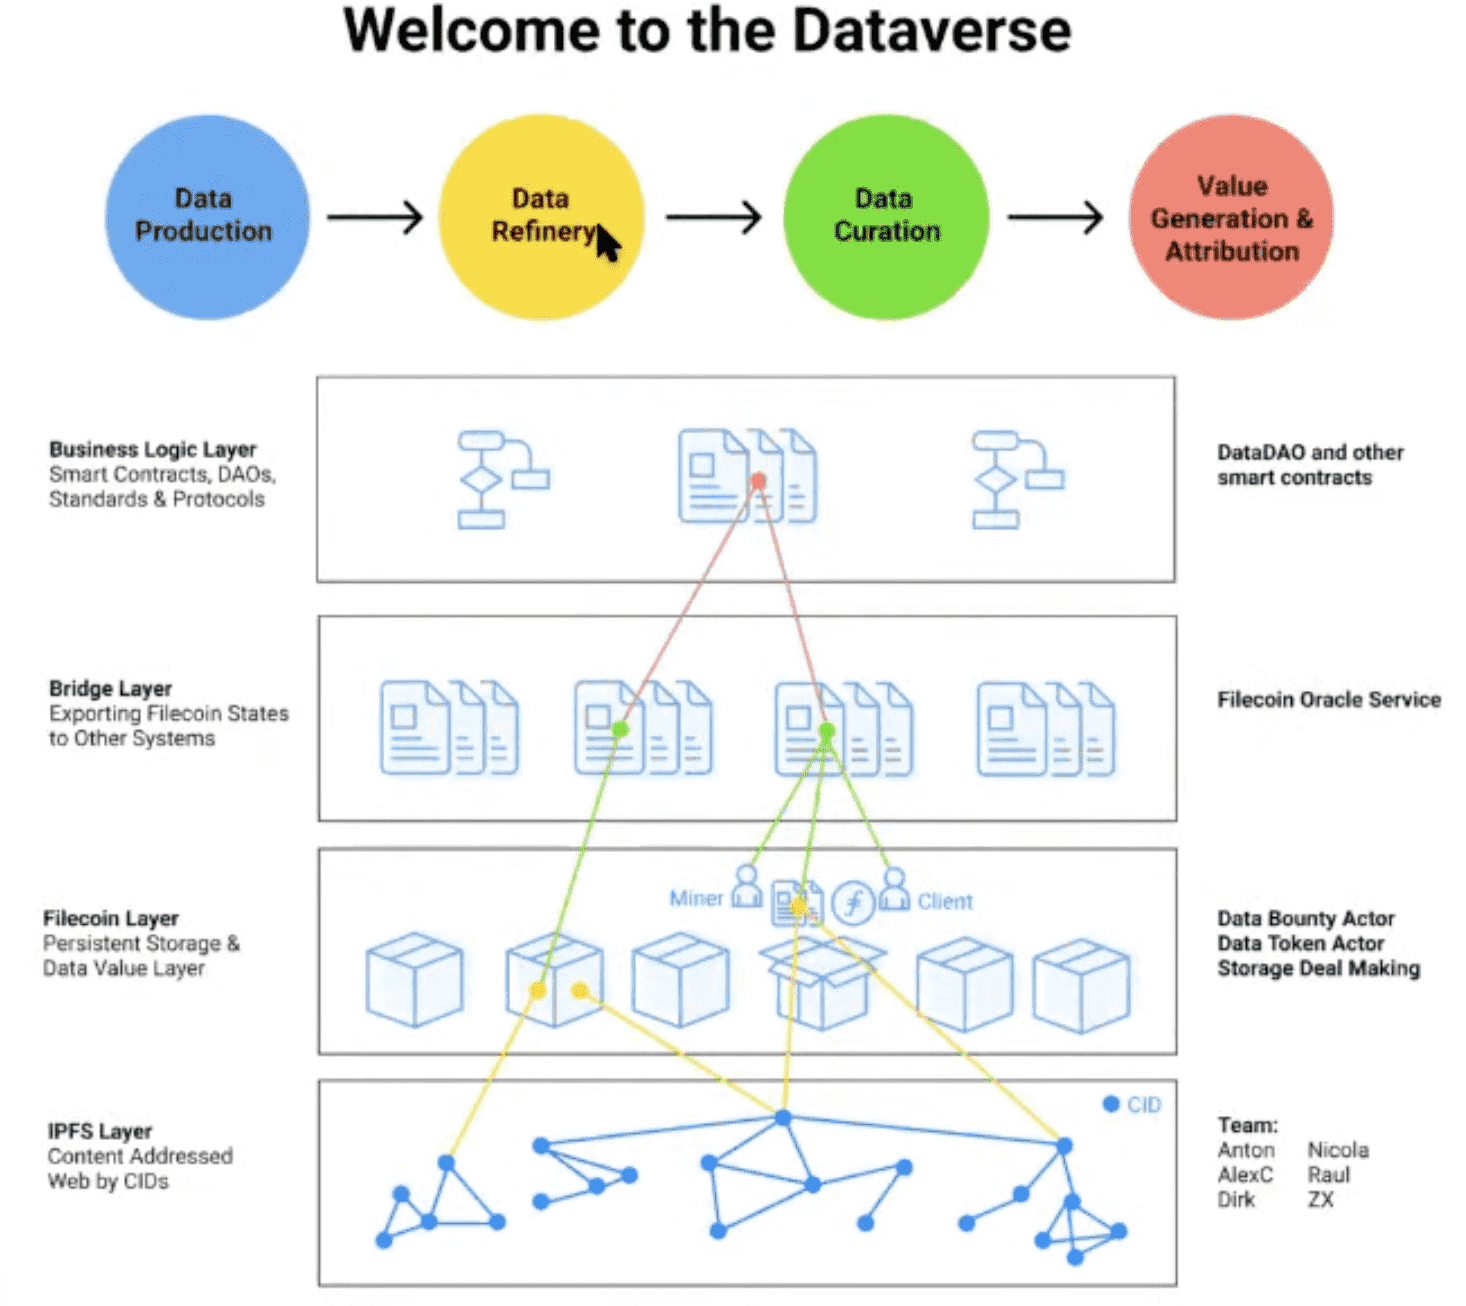 Welcome to the Dataverse
Data
Production
Data
Refinery
Data
Curation
Value
Generation &
Attribution
Business Logic Layer
Smart Contracts, DAOs,
Standards & Protocols
DataDAO and other
smart contracts
Bridge Layer
Exporting Filecoin States
to Other Systems
Filecoin Oracle Service
Filecoin Layer
Persistent Storage &
Data Value Layer
Miner
Client
Data Bounty Actor
Data Token Actor
Storage Deal Making
IPFS Layer
Content Addressed
Web by CIDs
CID
Team:
Anton Nicola
AlexC Raul
Dirk ZX